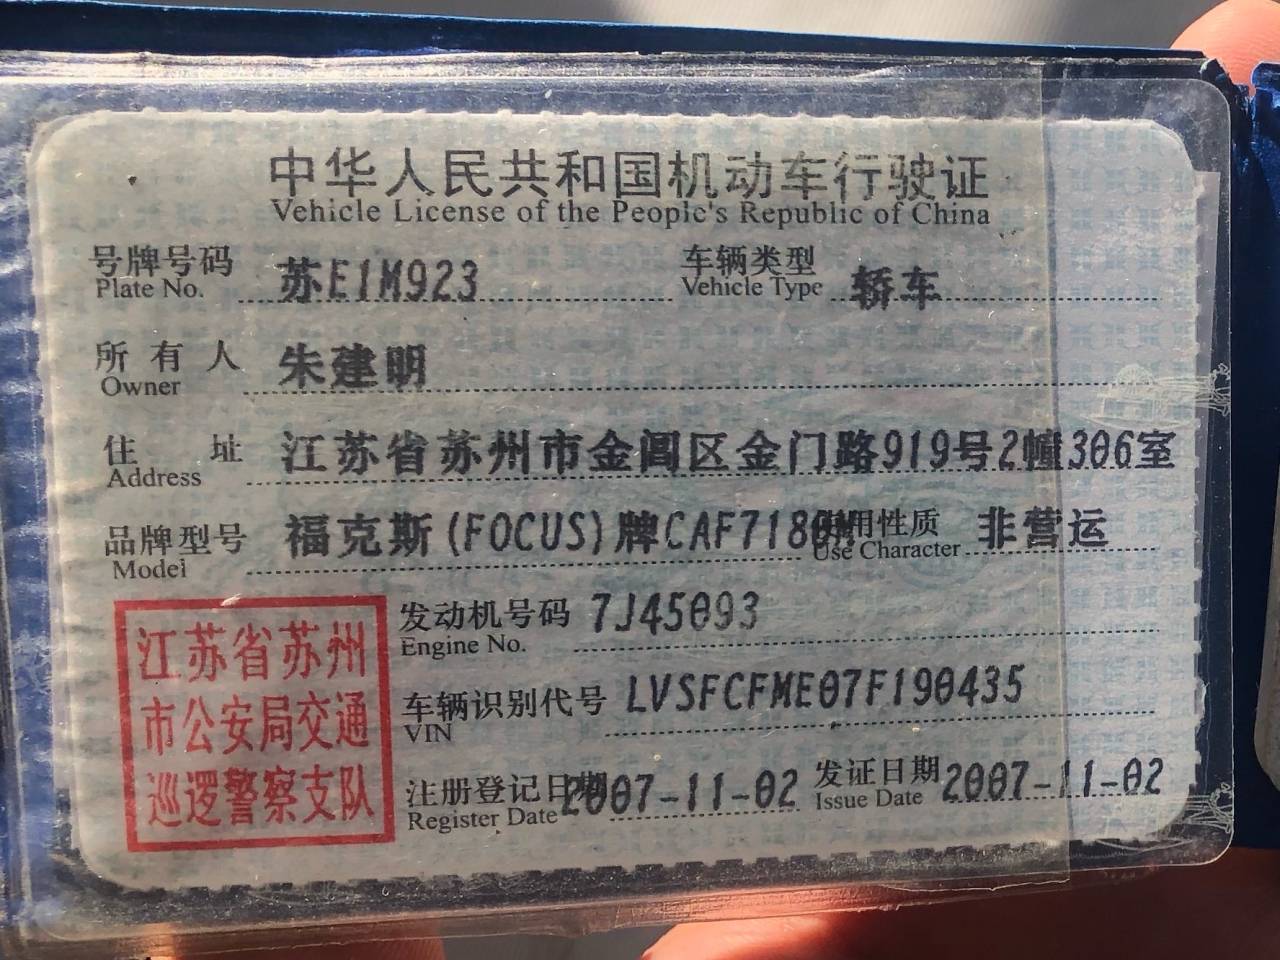 中华人民共和国机动车行驶证
Vehicle License of the People's Republic of China
号牌号码 苏E1M923 车辆类型 轿车
Plate No. Vehicle Type
所有人 朱建明
Owner
住址 江苏省苏州市金阊区金门路919号2幢306室
Address
品牌型号 福克斯(FOCUS)牌CAF7180M 使用性质 非营运
Model Use Character
发动机号码 7J45093
Engine No.
车辆识别代号 LVSFCFME07F190435
VIN
注册登记日期 2007-11-02 发证日期 2007-11-02
Register Date Issue Date
江苏省苏州
市公安局交通
巡逻警察支队